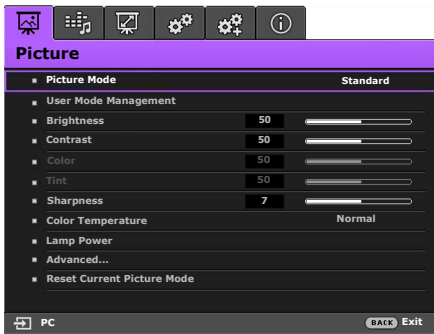 Picture
Picture Mode Standard
User Mode Management
Brightness 50
Contrast 50
Color 50
Tint 50
Sharpness 7
Color Temperature Normal
Lamp Power
Advanced...
Reset Current Picture Mode
PC BACK Exit